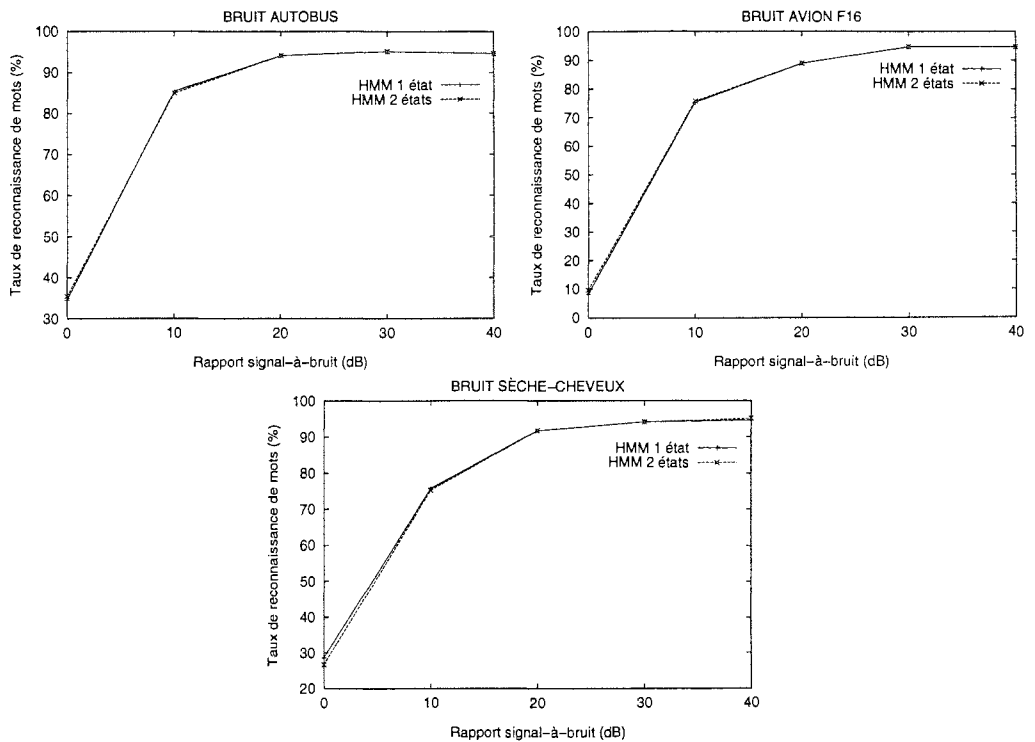 BRUIT AUTOBUS
100
90
80
70
60
50
40
30
0
10
20
30
40
Taux de reconnaissance de mots (%)
Rapport signal-à-bruit (dB)
HMM 1 état
HMM 2 états
BRUIT AVION F16
100
90
80
70
60
50
40
30
20
10
0
0
10
20
30
40
Taux de reconnaissance de mots (%)
Rapport signal-à-bruit (dB)
HMM 1 état
HMM 2 états
BRUIT SÈCHE-CHEVEUX
100
90
80
70
60
50
40
30
20
0
10
20
30
40
Taux de reconnaissance de mots (%)
Rapport signal-à-bruit (dB)
HMM 1 état
HMM 2 états